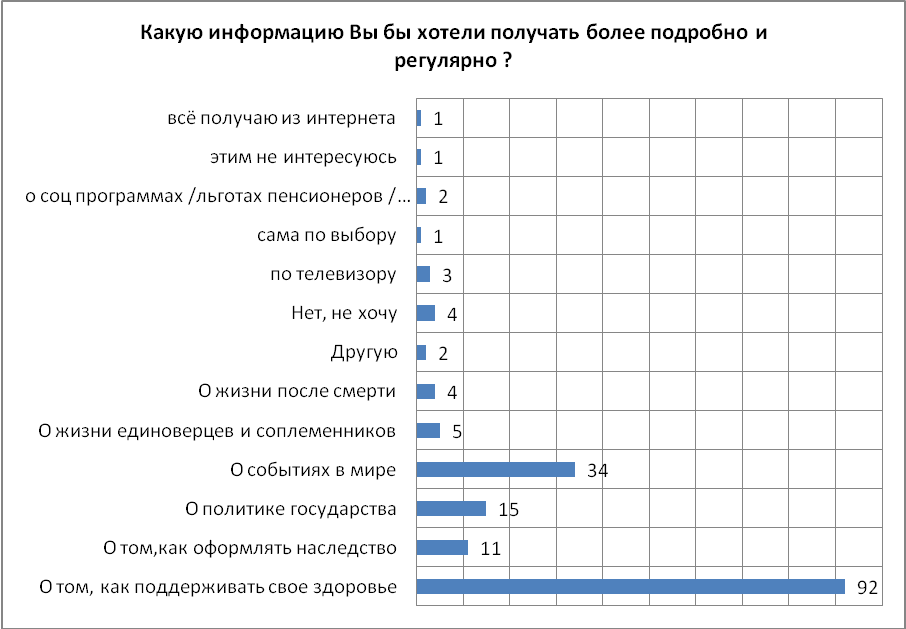 Какую информацию Вы бы хотели получать более подробно и
регулярно ?
всё получаю из интернета 1
этим не интересуюсь 1
о соц программах /льготах пенсионеров /... 2
сама по выбору 1
по телевизору 3
Нет, не хочу 4
Другую 2
О жизни после смерти 4
О жизни единоверцев и соплеменников 5
О событиях в мире 34
О политике государства 15
О том,как оформлять наследство 11
О том, как поддерживать свое здоровье 92